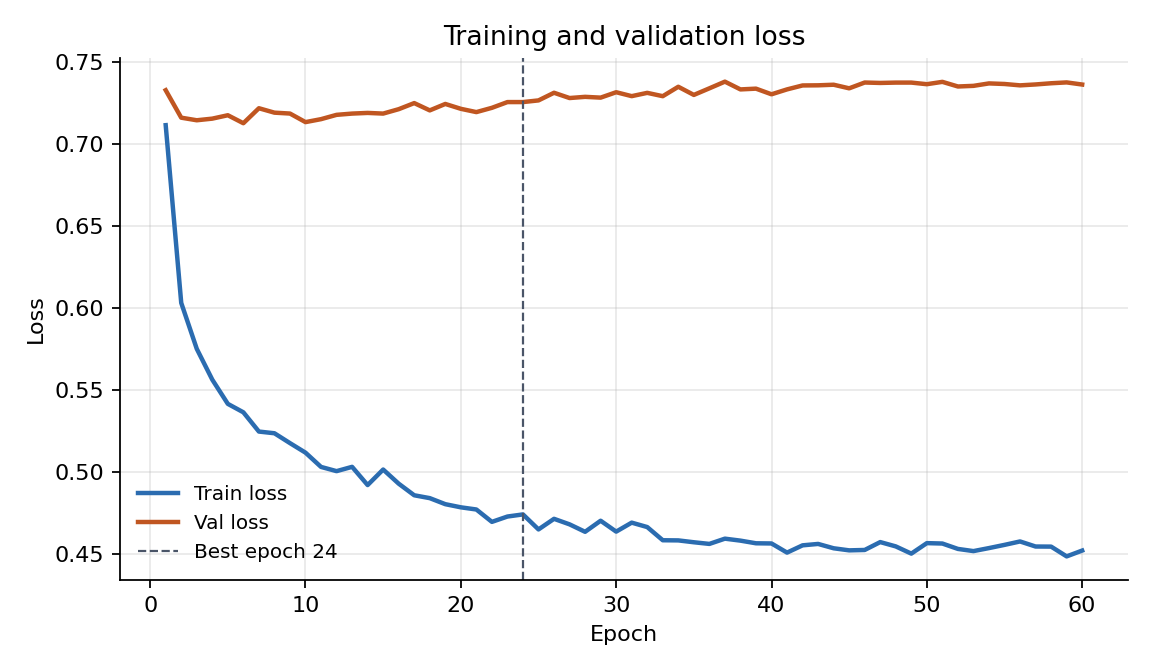 Training and validation loss
0.75
0.70
0.65
0.60
0.55
0.50
0.45
Loss
Train loss
Val loss
Best epoch 24
0 10 20 30 40 50 60
Epoch